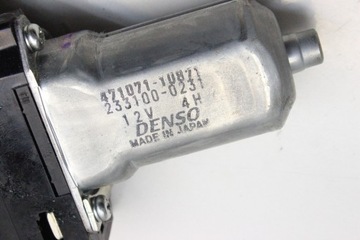 471071-10871
233100-0231
12V 4H
DENSO
MADE IN JAPAN